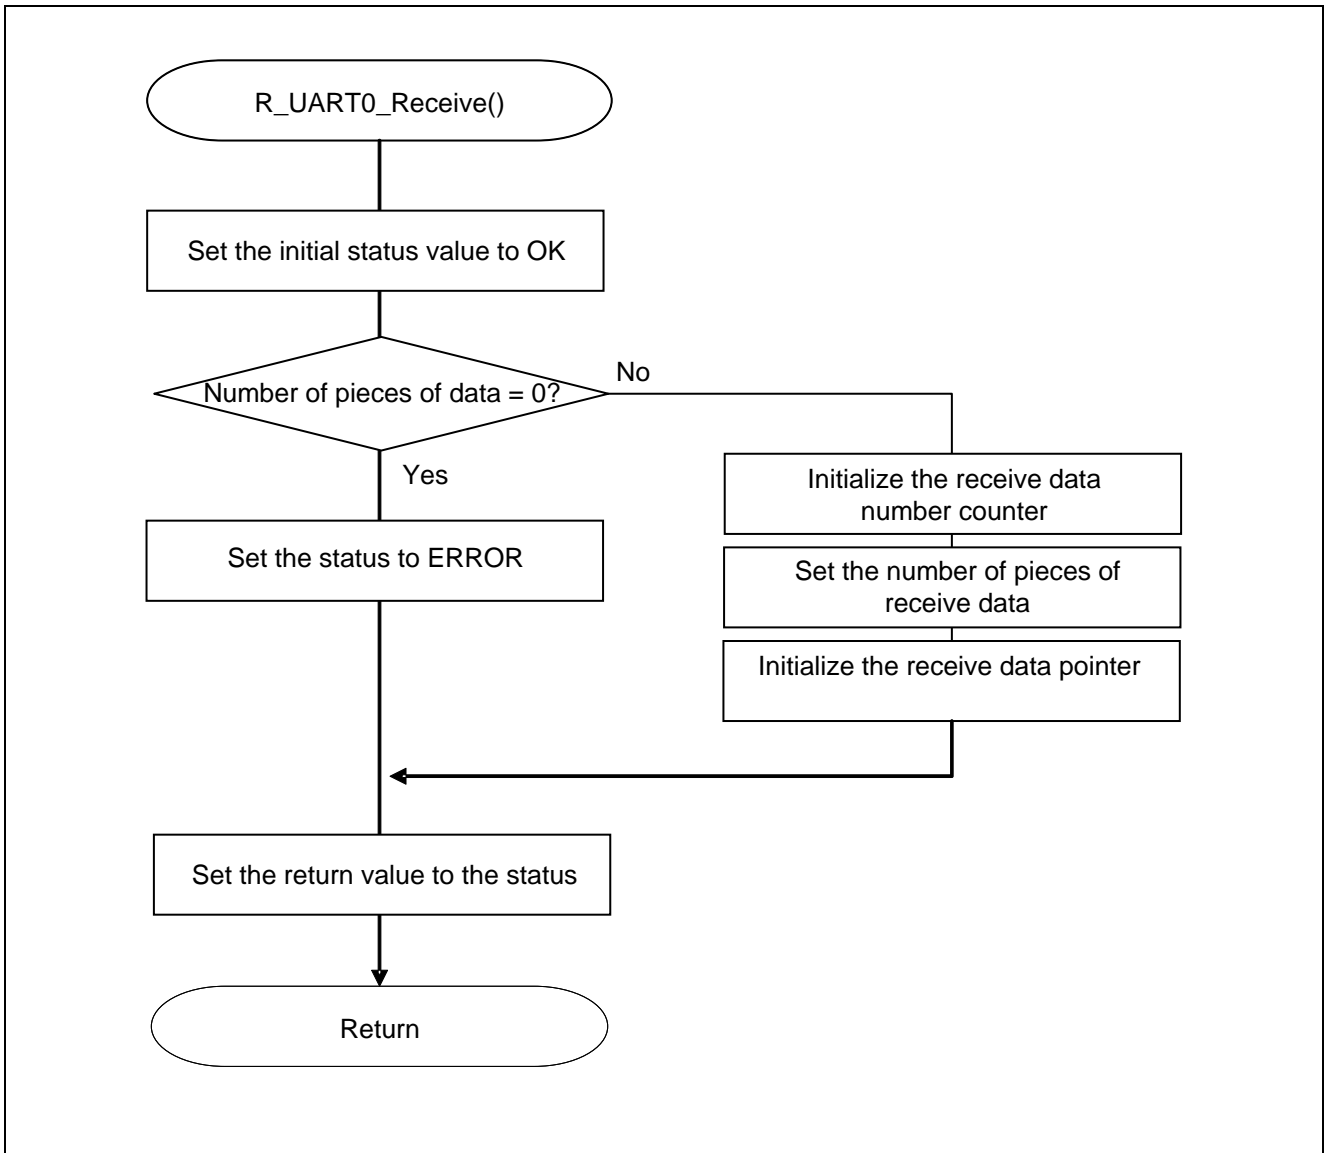 R_UART0_Receive()
Set the initial status value to OK
Number of pieces of data = 0?
No
Yes
Set the status to ERROR
Initialize the receive data
number counter
Set the number of pieces of
receive data
Initialize the receive data pointer
Set the return value to the status
Return